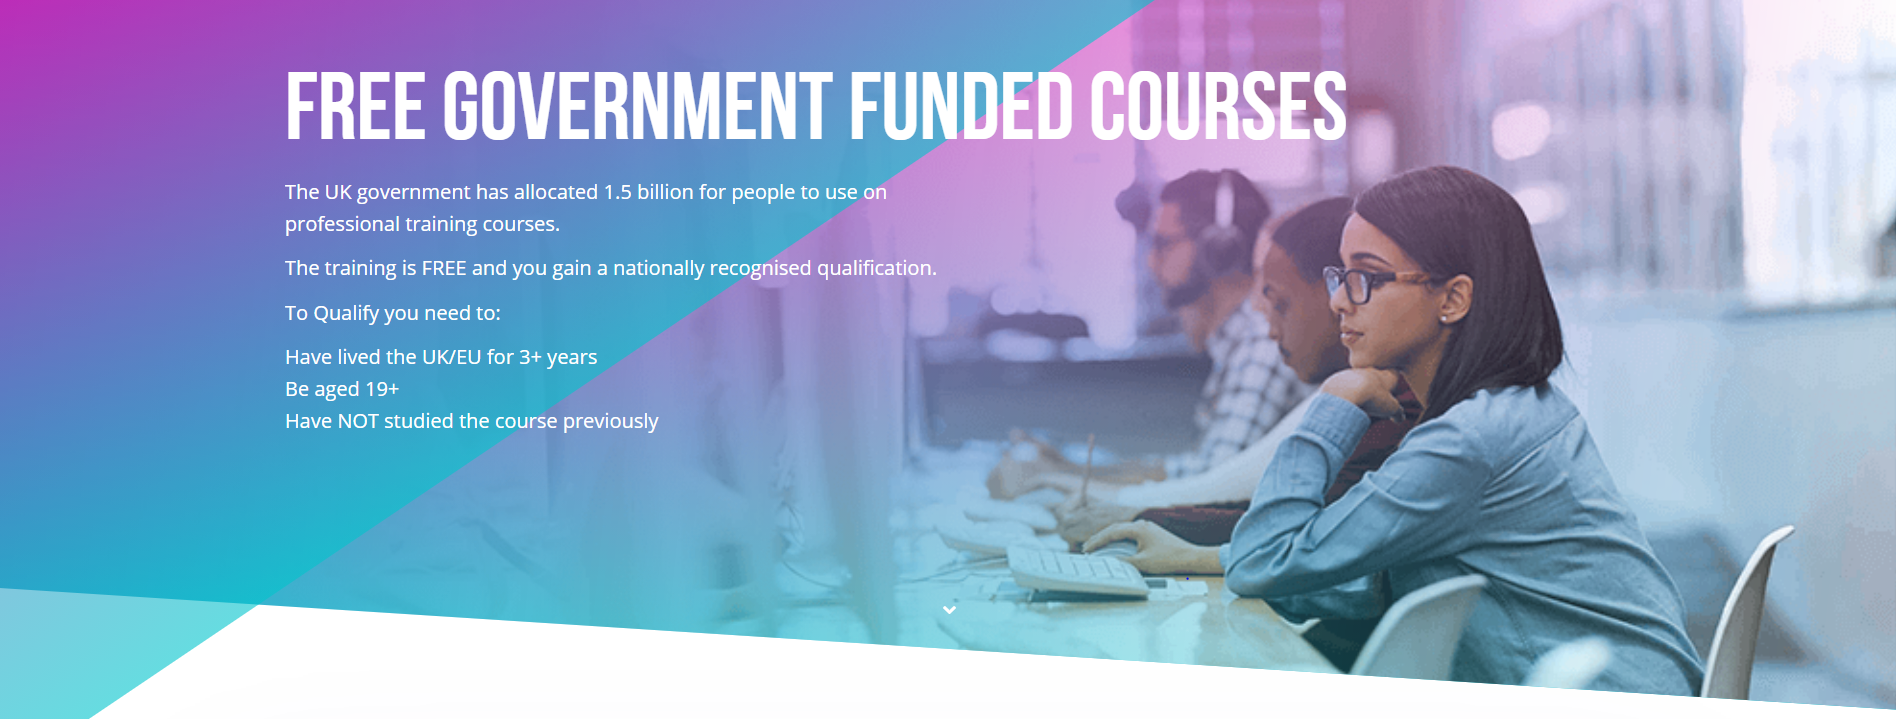 FREE GOVERNMENT FUNDED COURSES
The UK government has allocated 1.5 billion for people to use on
professional training courses.
The training is FREE and you gain a nationally recognised qualification.
To Qualify you need to:
Have lived the UK/EU for 3+ years
Be aged 19+
Have NOT studied the course previously